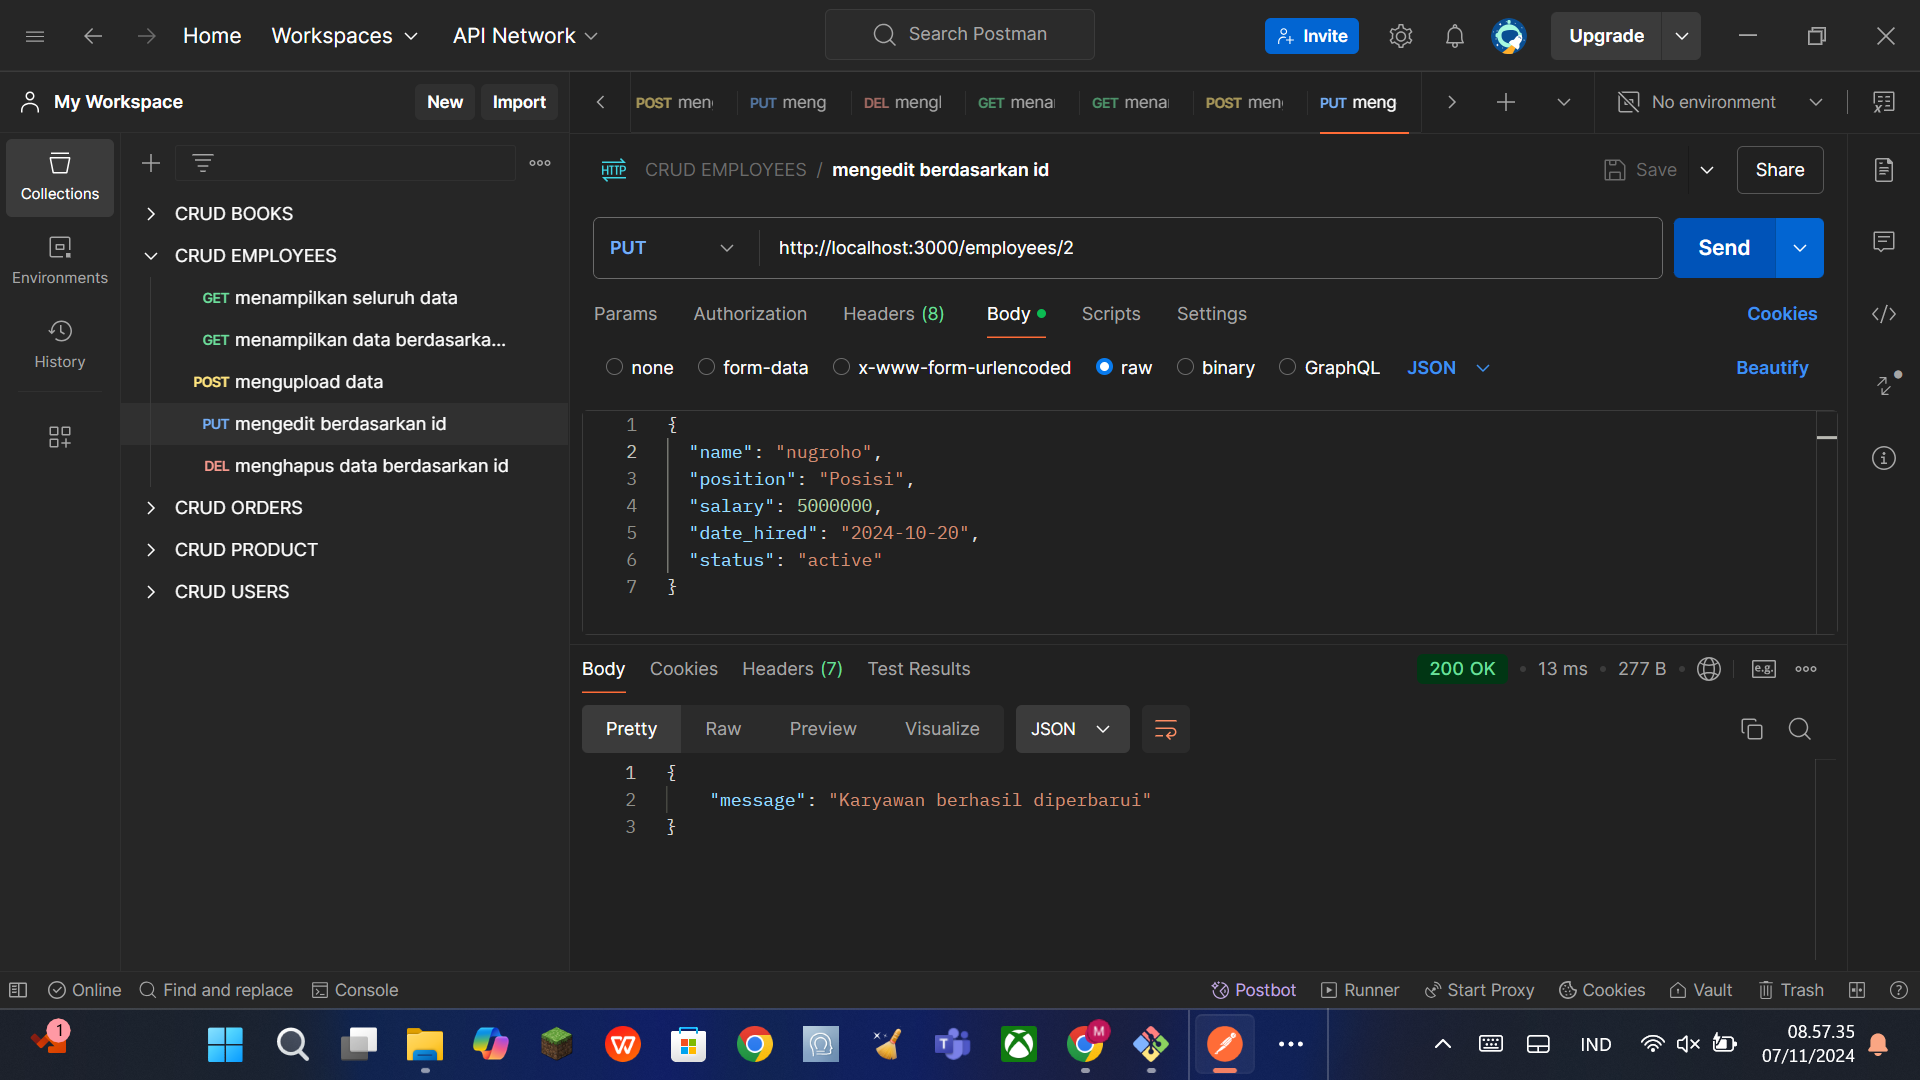 Home
Workspaces
API Network
Search Postman
Invite
Upgrade
My Workspace
New
Import
POST men
PUT meng
DEL mengl
GET mena
GET mena
POST men
PUT meng
No environment
Collections
Environments
History
CRUD BOOKS
CRUD EMPLOYEES
GET menampilkan seluruh data
GET menampilkan data berdasarka...
POST mengupload data
PUT mengedit berdasarkan id
DEL menghapus data berdasarkan id
CRUD ORDERS
CRUD PRODUCT
CRUD USERS
HTTP CRUD EMPLOYEES / mengedit berdasarkan id
Save
Share
PUT http://localhost:3000/employees/2
Send
Params Authorization Headers (8) Body Scripts Settings
Cookies
none form-data x-www-form-urlencoded raw binary GraphQL JSON
Beautify
1 {
2 "name": "nugroho",
3 "position": "Posisi",
4 "salary": 5000000,
5 "date_hired": "2024-10-20",
6 "status": "active"
7 }
Body Cookies Headers (7) Test Results
200 OK • 13 ms • 277 B
e.g.
Pretty Raw Preview Visualize JSON
1 {
2 "message": "Karyawan berhasil diperbarui"
3 }
Online Find and replace Console
Postbot Runner Start Proxy Cookies Vault Trash
1
M
IND
08.57.35
07/11/2024